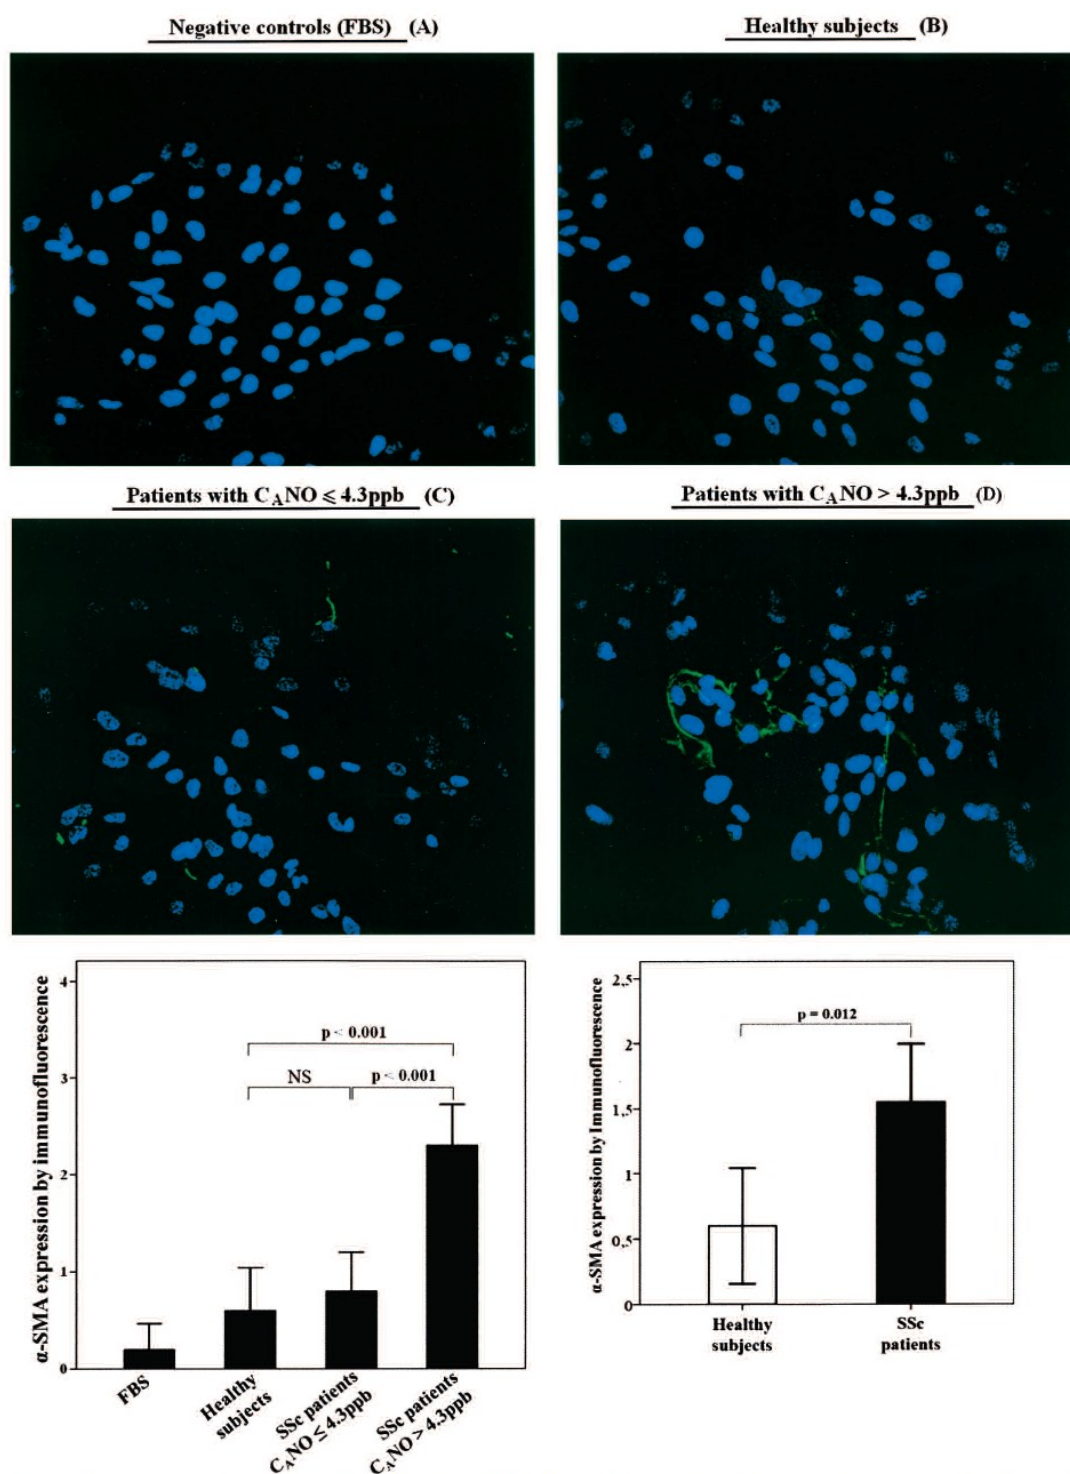 Negative controls (FBS) (A)
Healthy subjects (B)
Patients with CANO ≤ 4.3ppb (C)
Patients with CANO > 4.3ppb (D)
α-SMA expression by immunofluorescence
4
3
2
1
0
p < 0.001
NS
p < 0.001
FBS
Healthy
subjects
SSc patients
CANO ≤ 4.3ppb
SSc patients
CANO > 4.3ppb
α-SMA expression by Immunofluorescence
2,5
2
1,5
1
0,5
0
p = 0.012
Healthy
subjects
SSc
patients